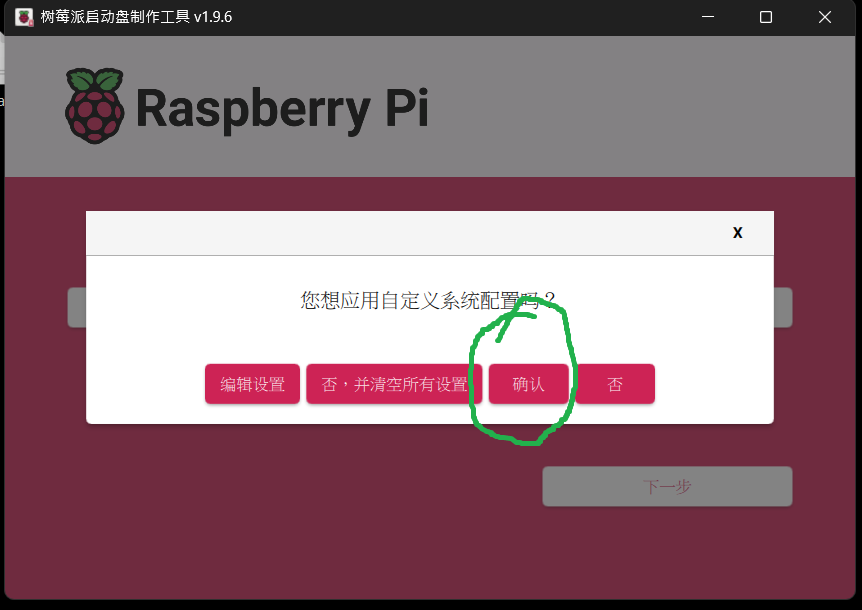 树莓派启动盘制作工具 v1.9.6
Raspberry Pi
X
您想应用自定义系统配置吗？
编辑设置 否，并清空所有设置 确认 否
下一步